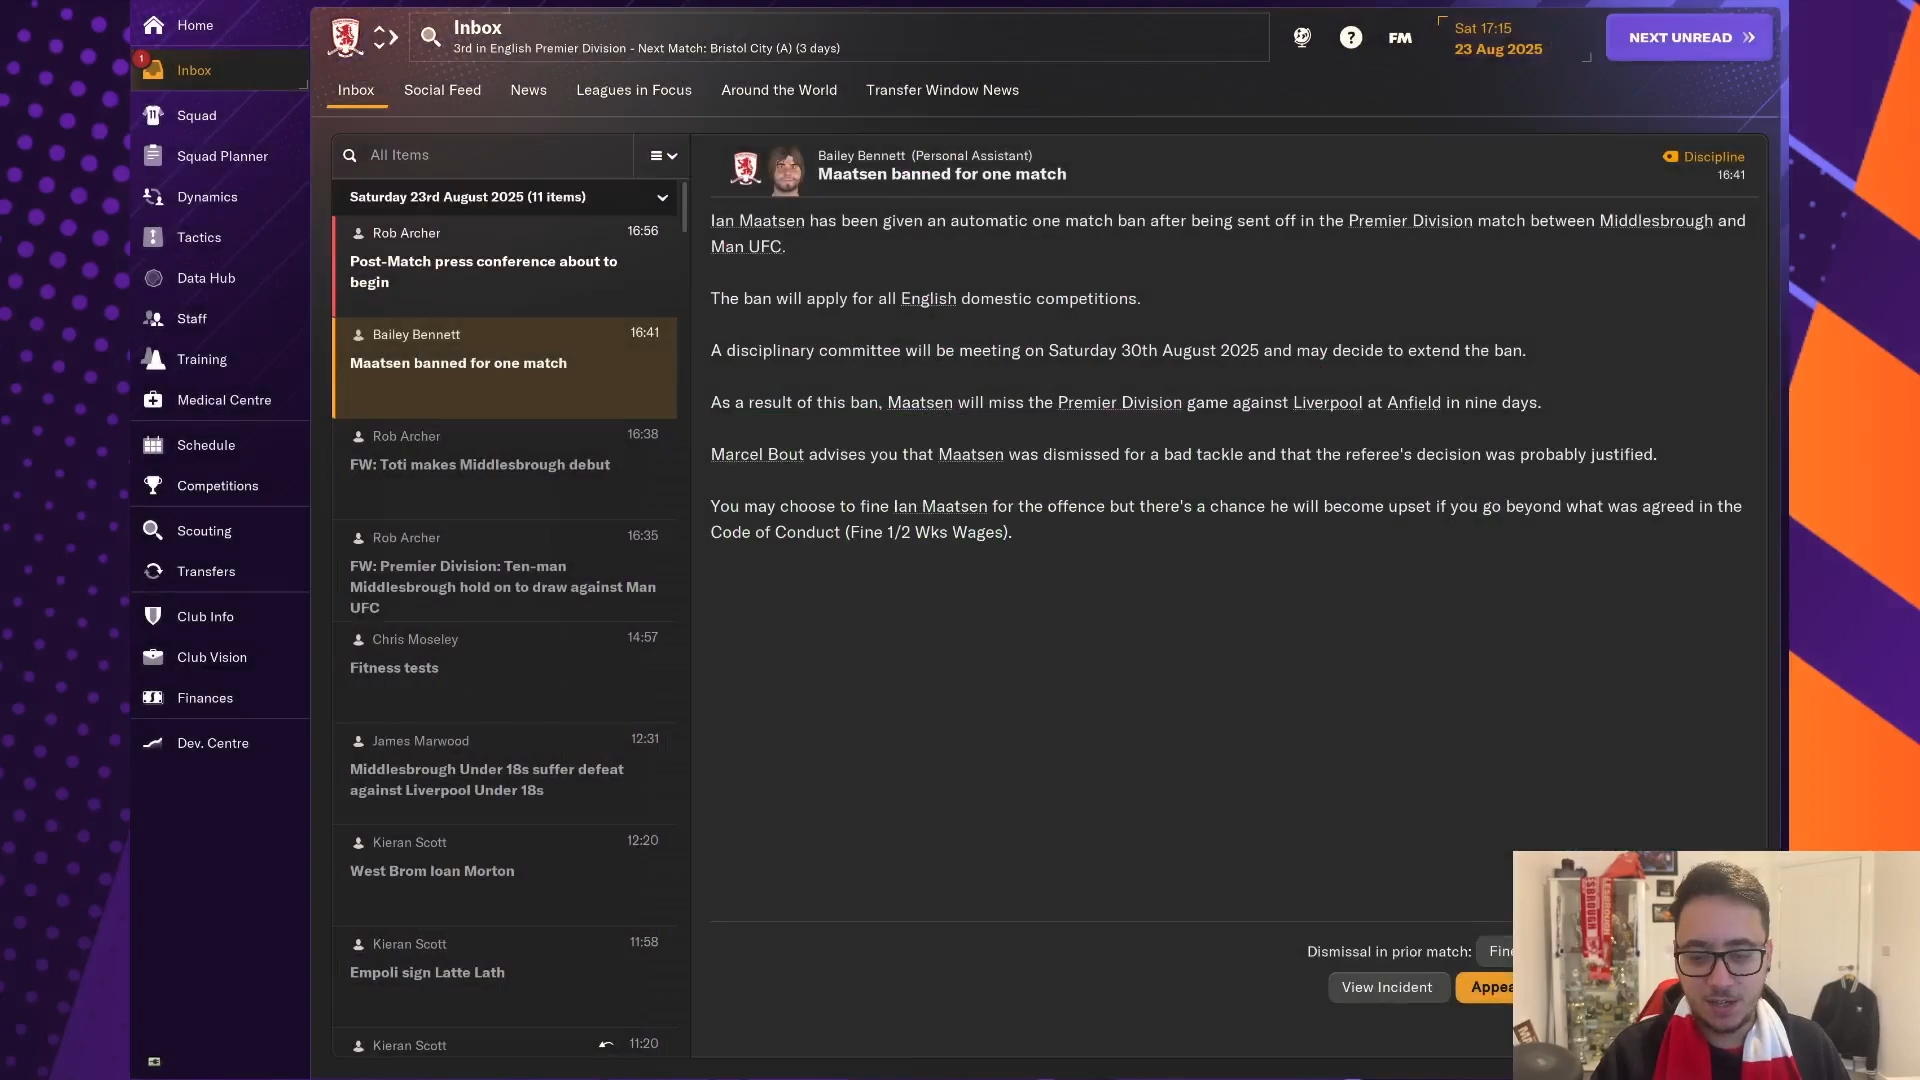 Home
Inbox
1
Squad
Squad Planner
Dynamics
Tactics
Data Hub
Staff
Training
Medical Centre
Schedule
Competitions
Scouting
Transfers
Club Info
Club Vision
Finances
Dev. Centre
Inbox
3rd in English Premier Division - Next Match: Bristol City (A) (3 days)
FM
Sat 17:15
23 Aug 2025
NEXT UNREAD
Inbox Social Feed News Leagues in Focus Around the World Transfer Window News
All Items
Saturday 23rd August 2025 (11 items)
Rob Archer 16:56
Post-Match press conference about to
begin
Bailey Bennett 16:41
Maatsen banned for one match
Rob Archer 16:38
FW: Toti makes Middlesbrough debut
Rob Archer 16:35
FW: Premier Division: Ten-man
Middlesbrough hold on to draw against Man
UFC
Chris Moseley 14:57
Fitness tests
James Marwood 12:31
Middlesbrough Under 18s suffer defeat
against Liverpool Under 18s
Kieran Scott 12:20
West Brom loan Morton
Kieran Scott 11:58
Empoli sign Latte Lath
Kieran Scott 11:20
Bailey Bennett (Personal Assistant)
Maatsen banned for one match
Discipline
16:41
Ian Maatsen has been given an automatic one match ban after being sent off in the Premier Division match between Middlesbrough and
Man UFC.
The ban will apply for all English domestic competitions.
A disciplinary committee will be meeting on Saturday 30th August 2025 and may decide to extend the ban.
As a result of this ban, Maatsen will miss the Premier Division game against Liverpool at Anfield in nine days.
Marcel Bout advises you that Maatsen was dismissed for a bad tackle and that the referee's decision was probably justified.
You may choose to fine Ian Maatsen for the offence but there's a chance he will become upset if you go beyond what was agreed in the
Code of Conduct (Fine 1/2 Wks Wages).
Dismissal in prior match: Fine
View Incident Appea